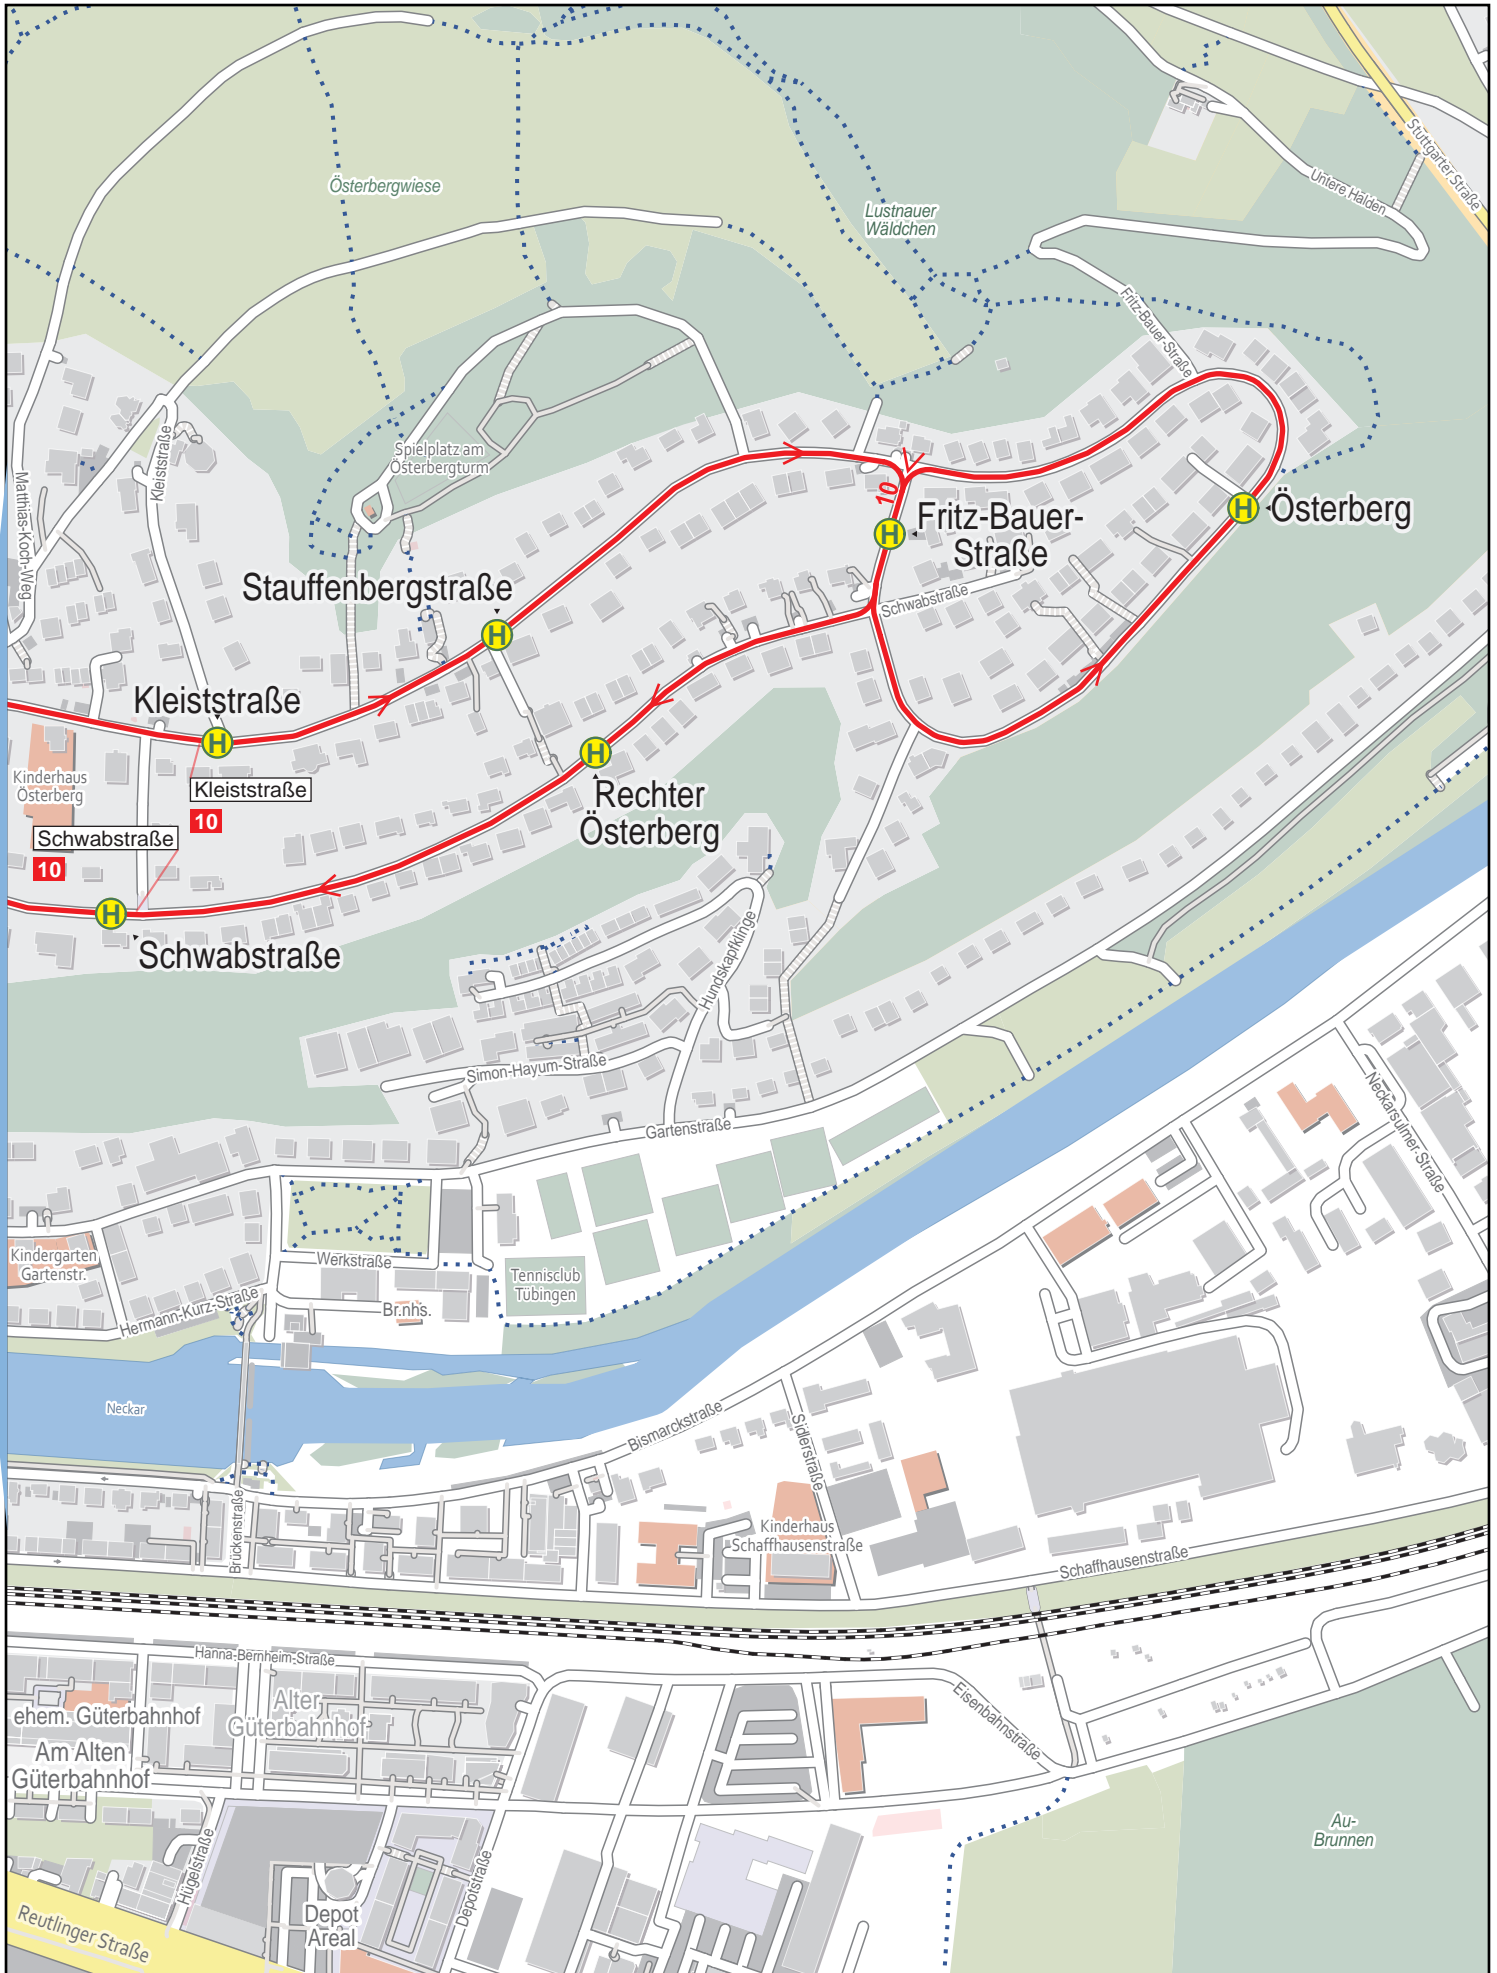 Österbergwiese
Lustnauer
Wäldchen
Untere Halden
Stuttgarter Straße
Fritz-Bauer-Straße
Matthias-Koch-Weg
Kleiststraße
Spielplatz am
Österbergturm
10
H
Fritz-Bauer-
Straße
H
Österberg
Stauffenbergstraße
H
Schwabstraße
Kleiststraße
H
Kinderhaus
Österberg
Kleiststraße
10
Schwabstraße
10
H
Rechter
Österberg
H
Schwabstraße
Hundskapfklinge
Simon-Hayum-Straße
Gartenstraße
Neckarsulmer-Straße
Kindergarten
Gartenstr.
Werkstraße
Tennisclub
Tübingen
Hermann-Kurz-Straße
Br.nhs.
Neckar
Bismarckstraße
Sidlerstraße
Brückenstraße
Kinderhaus
Schaffhausenstraße
Schaffhausenstraße
Hanna-Bernheim-Straße
Eisenbahnstraße
ehem. Güterbahnhof
Alter
Güterbahnhof
Am Alten
Güterbahnhof
Au-
Brunnen
Hügelstraße
Depotstraße
Depot
Areal
Reutlinger Straße